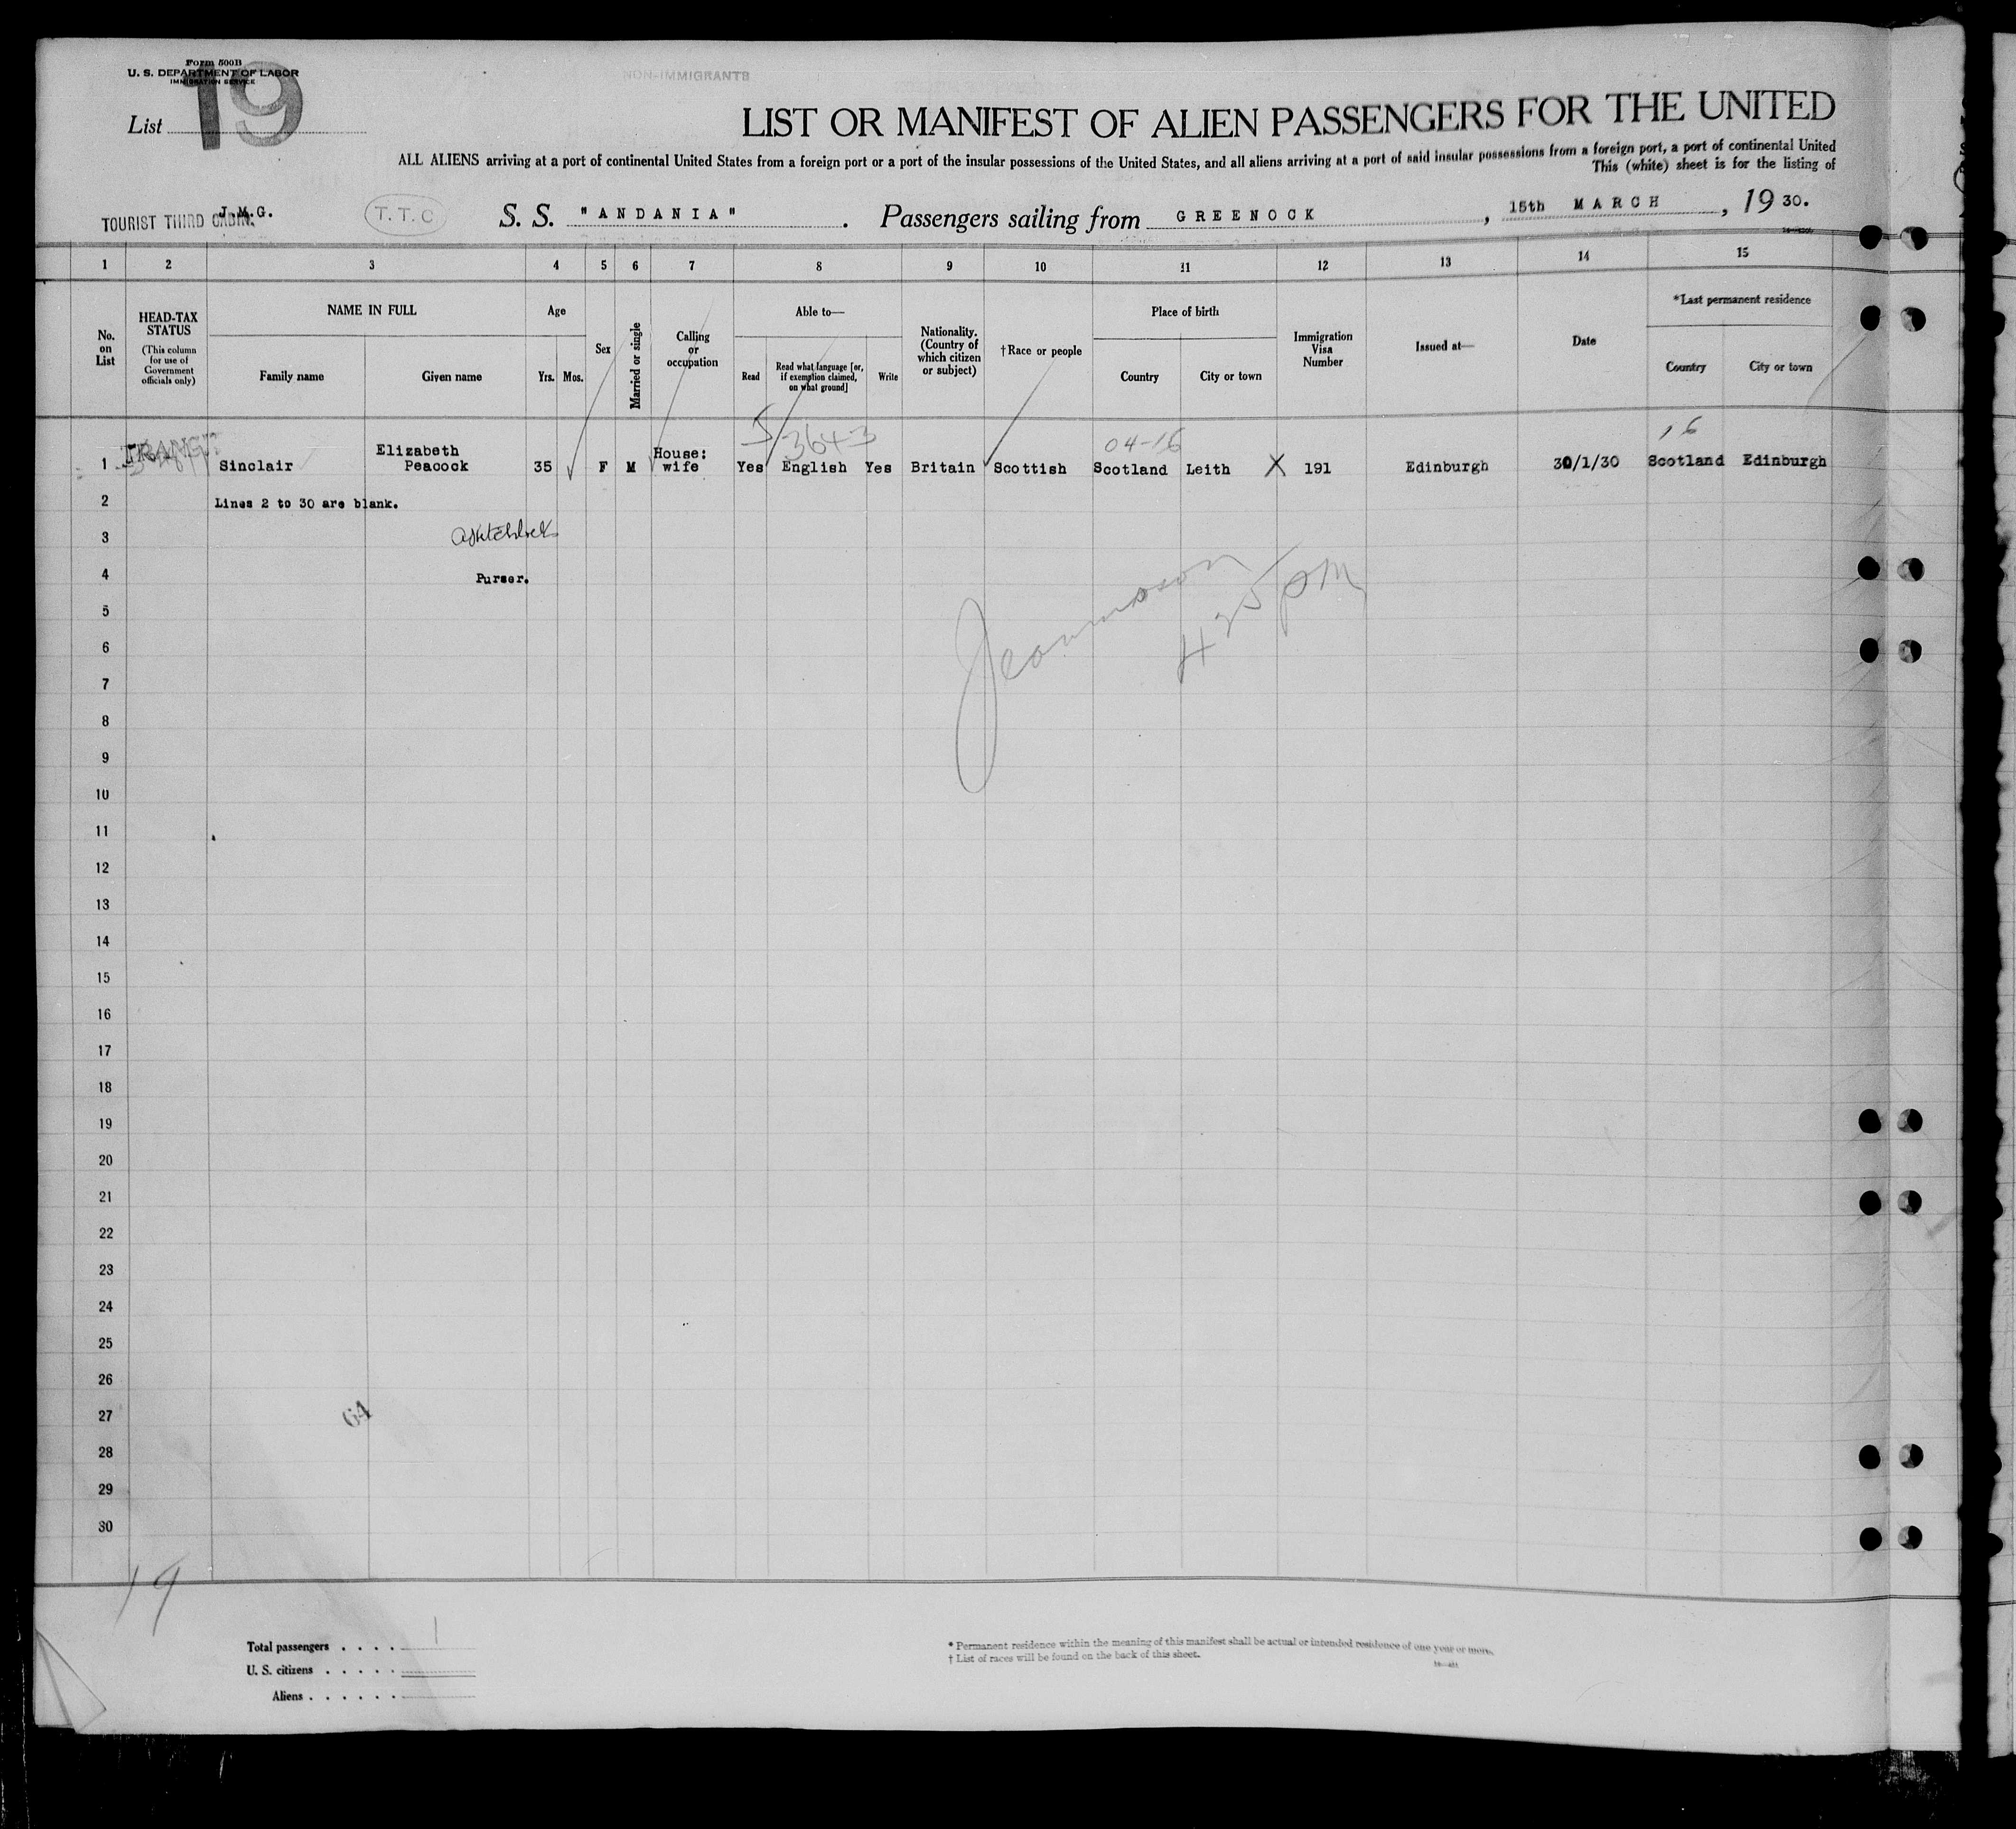 Form 500B
U. S. DEPARTMENT OF LABOR
IMMIGRATION SERVICE
NON-IMMIGRANTS
List 19
LIST OR MANIFEST OF ALIEN PASSENGERS FOR THE UNITED
ALL ALIENS arriving at a port of continental United States from a foreign port or a port of the insular possessions of the United States, and all aliens arriving at a port of said insular possessions from a foreign port, a port of continental United
This (white) sheet is for the listing of
J.M.G.
TOURIST THIRD CABIN.
T.T.C
S. S. "ANDANIA". Passengers sailing from GREENOCK, 15th MARCH, 19 30.
1 2 3 4 5 6 7 8 9 10 11 12 13 14 15
No. on List
HEAD-TAX STATUS
(This column for use of Government officials only)
NAME IN FULL
Family name Given name
Age
Yrs. Mos.
Sex
Married or single
Calling or occupation
Able to—
Read Read what language [or, if exemption claimed, on what ground] Write
Nationality. (Country of which citizen or subject)
†Race or people
Place of birth
Country City or town
Immigration Visa Number
Issued at—
Date
*Last permanent residence
Country City or town
5 3643 04-16 16
1 Sinclair Elizabeth Peacock 35 F M House: wife Yes English Yes Britain Scottish Scotland Leith X 191 Edinburgh 30/1/30 Scotland Edinburgh
2 Lines 2 to 30 are blank.
3
4 Purser.
425 PM
5
6
7
8
9
10
11
12
13
14
15
16
17
18
19
20
21
22
23
24
25
26
27
64
28
29
30
19
Total passengers . . . . 1
U. S. citizens . . . . .
Aliens . . . . . .
* Permanent residence within the meaning of this manifest shall be actual or intended residence of one year or more.
† List of races will be found on the back of this sheet.